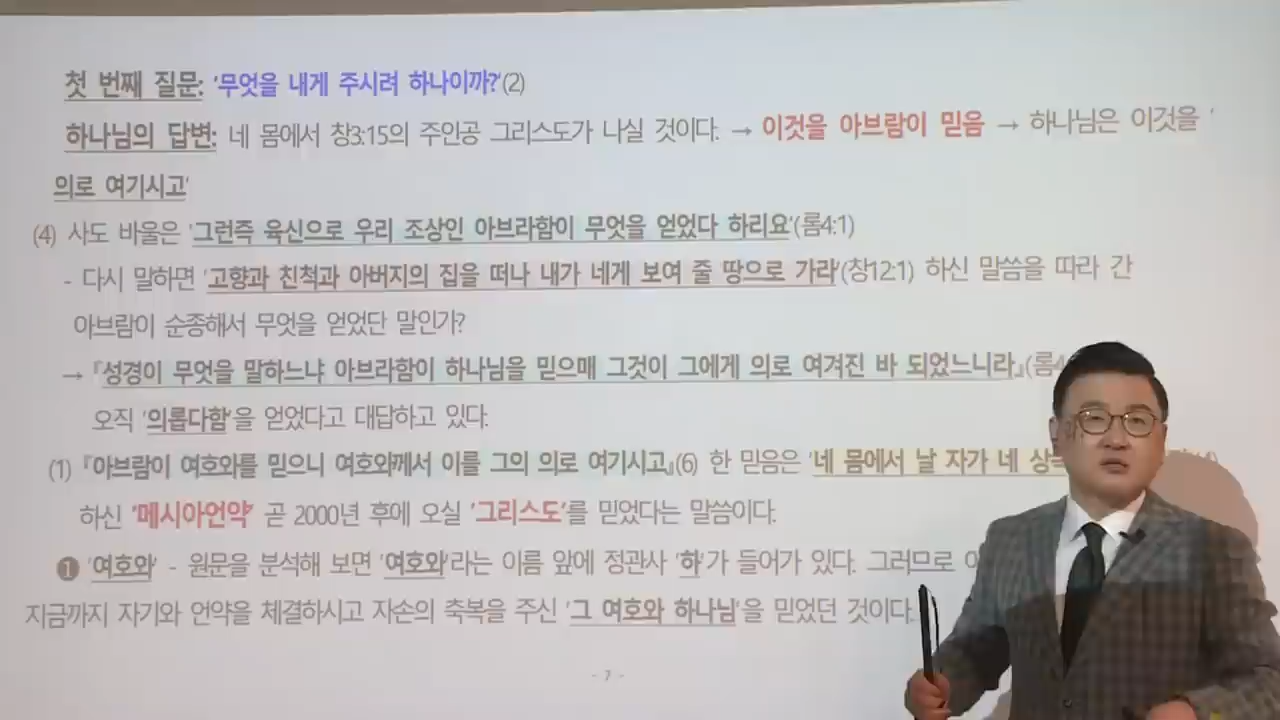 첫 번째 질문: '무엇을 내게 주시려 하나이까?'(2)
하나님의 답변: 네 몸에서 창3:15의 주인공 그리스도가 나실 것이다. → 이것을 아브람이 믿음 → 하나님은 이것을 '
의로 여기시고'
(4) 사도 바울은 '그런즉 육신으로 우리 조상인 아브라함이 무엇을 얻었다 하리요'(롬4:1)
- 다시 말하면 '고향과 친척과 아버지의 집을 떠나 내가 네게 보여 줄 땅으로 가라'(창12:1) 하신 말씀을 따라 간
아브람이 순종해서 무엇을 얻었단 말인가?
→ 『성경이 무엇을 말하느냐 아브라함이 하나님을 믿으매 그것이 그에게 의로 여겨진 바 되었느니라』(롬4
오직 '의롭다함'을 얻었다고 대답하고 있다.
(1) 『아브람이 여호와를 믿으니 여호와께서 이를 그의 의로 여기시고』(6) 한 믿음은 '네 몸에서 날 자가 네
하신 '메시아언약' 곧 2000년 후에 오실 '그리스도'를 믿었다는 말씀이다.
❶ '여호와' - 원문을 분석해 보면 '여호와'라는 이름 앞에 정관사 '하'가 들어가 있다. 그러므로
지금까지 자기와 언약을 체결하시고 자손의 축복을 주신 '그 여호와 하나님'을 믿었던 것이다.
- 7 -